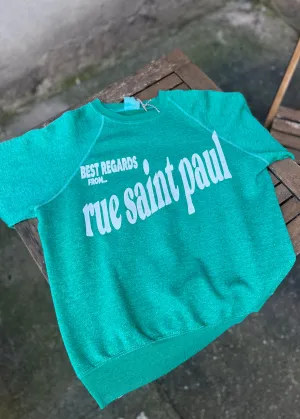 BEST REGARDS
FROM...
rue saint paul